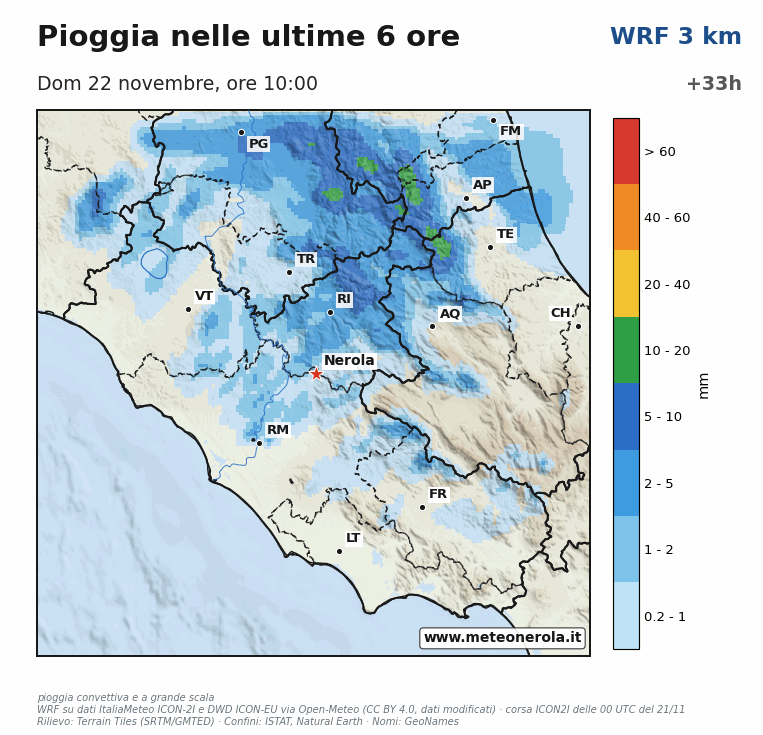 Pioggia nelle ultime 6 ore
WRF 3 km
Dom 22 novembre, ore 10:00
+33h
PG
FM
AP
TE
TR
VT
RI
AQ
CH.
Nerola
RM
FR
LT
www.meteonerola.it
> 60
40 - 60
20 - 40
10 - 20
5 - 10
2 - 5
1 - 2
0.2 - 1
mm
pioggia convettiva e a grande scala
WRF su dati ItaliaMeteo ICON-2I e DWD ICON-EU via Open-Meteo (CC BY 4.0, dati modificati) · corsa ICON2I delle 00 UTC del 21/11
Rilievo: Terrain Tiles (SRTM/GMTED) · Confini: ISTAT, Natural Earth · Nomi: GeoNames